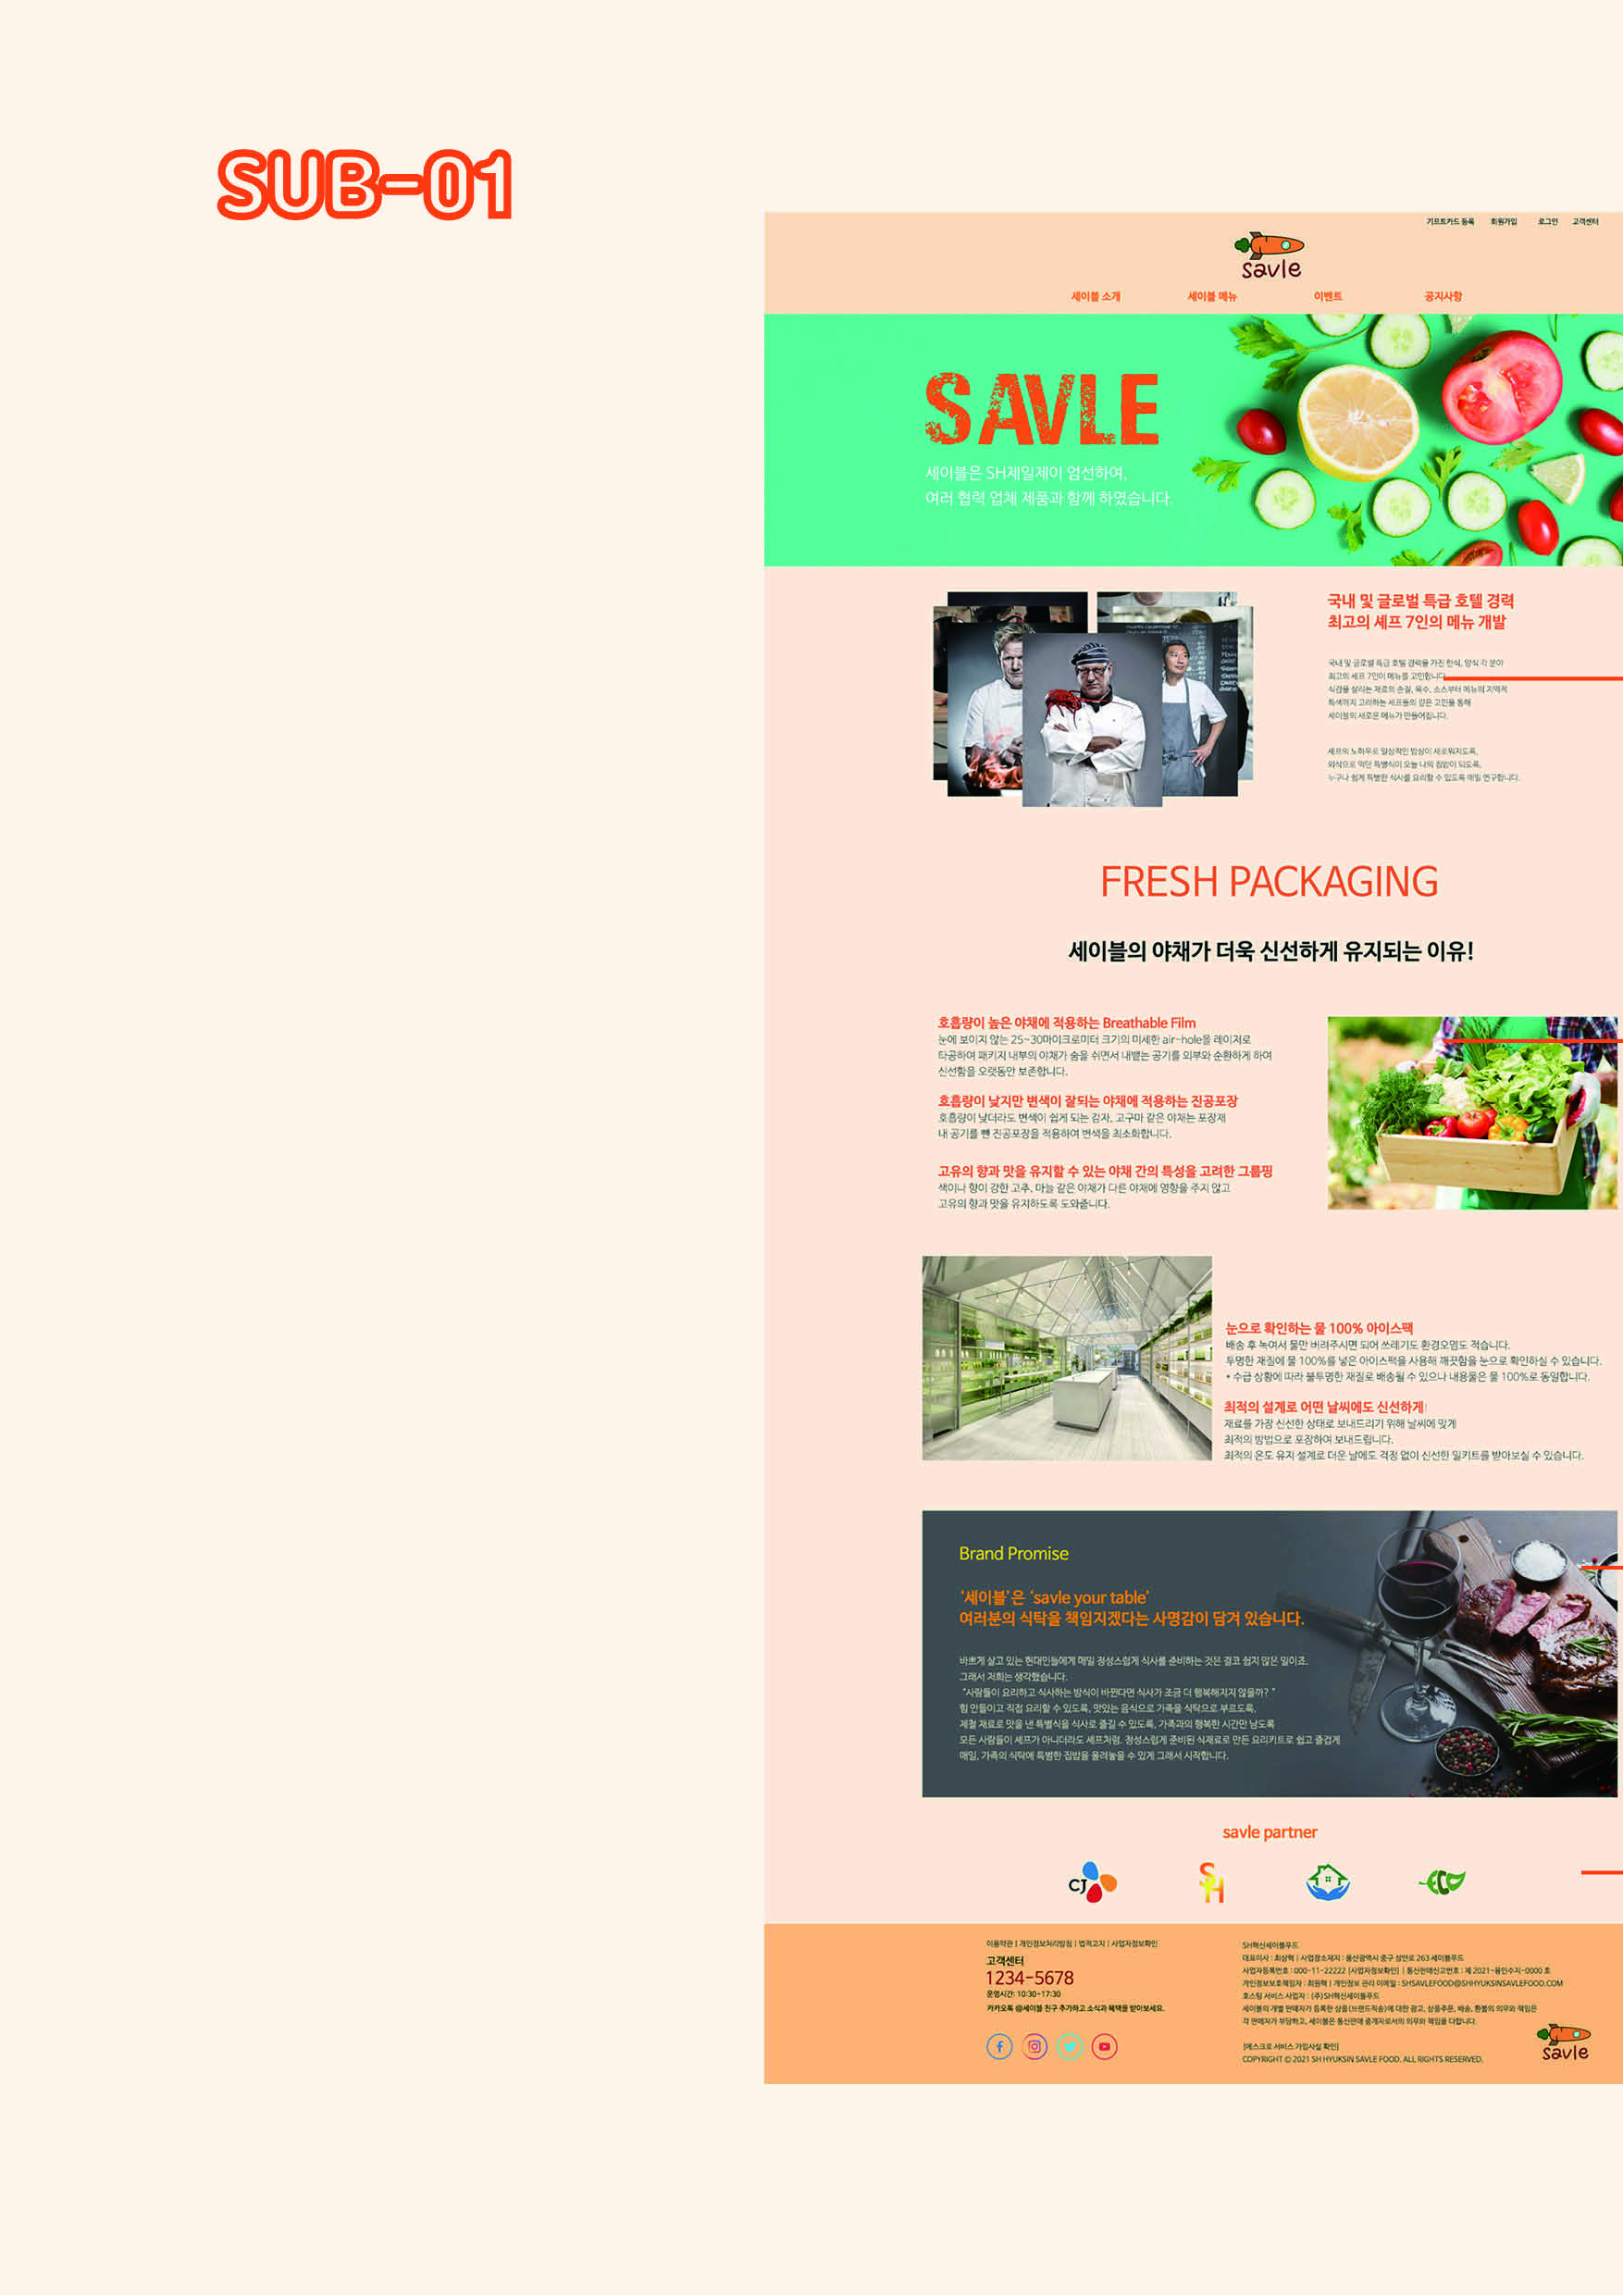 SUB-01
기프트카드 등록 회원가입 로그인 고객센터
savle
세이블 소개 세이블 메뉴 이벤트 공지사항
SAVLE
세이블은 SH제일제이 엄선하여,
여러 협력 업체 제품과 함께 하였습니다.
국내 및 글로벌 특급 호텔 경력
최고의 셰프 7인의 메뉴 개발
국내 및 글로벌 특급 호텔 경력을 가진 한식, 양식 각 분야
최고의 셰프 7인이 메뉴를 고민합니다.
식감을 살리는 재료의 손질, 육수, 소스부터 메뉴의 지역적
특색까지 고려하는 셰프들의 깊은 고민을 통해
세이블의 새로운 메뉴가 만들어집니다.
셰프의 노하우로 일상적인 밥상이 새로워지도록,
외식으로 먹던 특별식이 오늘 나의 집밥이 되도록,
누구나 쉽게 특별한 식사를 요리할 수 있도록 매일 연구합니다.
FRESH PACKAGING
세이블의 야채가 더욱 신선하게 유지되는 이유!
호흡량이 높은 야채에 적용하는 Breathable Film
눈에 보이지 않는 25~30마이크로미터 크기의 미세한 air-hole을 레이저로
타공하여 패키지 내부의 야채가 숨을 쉬면서 내뱉는 공기를 외부와 순환하게 하여
신선함을 오랫동안 보존합니다.
호흡량이 낮지만 변색이 잘되는 야채에 적용하는 진공포장
호흡량이 낮더라도 변색이 쉽게 되는 감자, 고구마 같은 야채는 포장재
내 공기를 뺀 진공포장을 적용하여 변색을 최소화합니다.
고유의 향과 맛을 유지할 수 있는 야채 간의 특성을 고려한 그룹핑
색이나 향이 강한 고추, 마늘 같은 야채가 다른 야채에 영향을 주지 않고
고유의 향과 맛을 유지하도록 도와줍니다.
눈으로 확인하는 물 100% 아이스팩
배송 후 녹여서 물만 버려주시면 되어 쓰레기도 환경오염도 적습니다.
투명한 재질에 물 100%를 넣은 아이스팩을 사용해 깨끗함을 눈으로 확인하실 수 있습니다.
* 수급 상황에 따라 불투명한 재질로 배송될 수 있으나 내용물은 물 100%로 동일합니다.
최적의 설계로 어떤 날씨에도 신선하게!
재료를 가장 신선한 상태로 보내드리기 위해 날씨에 맞게
최적의 방법으로 포장하여 보내드립니다.
최적의 온도 유지 설계로 더운 날에도 걱정 없이 신선한 밀키트를 받아보실 수 있습니다.
Brand Promise
'세이블'은 'savle your table'
여러분의 식탁을 책임지겠다는 사명감이 담겨 있습니다.
바쁘게 살고 있는 현대인들에게 매일 정성스럽게 식사를 준비하는 것은 결코 쉽지 않은 일이죠.
그래서 저희는 생각했습니다.
"사람들이 요리하고 식사하는 방식이 바뀐다면 식사가 조금 더 행복해지지 않을까? "
힘 안들이고 직접 요리할 수 있도록, 맛있는 음식으로 가족을 식탁으로 부르도록,
제철 재료로 맛을 낸 특별식을 식사로 즐길 수 있도록, 가족과의 행복한 시간만 남도록
모든 사람들이 셰프가 아니더라도 셰프처럼. 정성스럽게 준비된 식재료로 만든 요리키트로 쉽고 즐겁게
매일, 가족의 식탁에 특별한 집밥을 올려놓을 수 있게 그래서 시작합니다.
savle partner
CJ SH ECO
이용약관 | 개인정보처리방침 | 법적고지 | 사업자정보확인
고객센터
1234-5678
운영시간: 10:30-17:30
카카오톡 @세이블 친구 추가하고 소식과 혜택을 받아보세요.
SH혁신세이블푸드
대표이사 : 최상혁 | 사업장소재지 : 울산광역시 중구 성안로 263 세이블푸드
사업자등록번호 : 000-11-22222 [사업자정보확인] | 통신판매신고번호 : 제 2021-용인수지-0000 호
개인정보보호책임자 : 최원혁 | 개인정보 관리 이메일 : SHSAVLEFOOD@SHHYUKSINSAVLEFOOD.COM
호스팅 서비스 사업자 : (주)SH혁신세이블푸드
세이블의 개별 판매자가 등록한 상품(브랜드직송)에 대한 광고, 상품주문, 배송, 환불의 의무와 책임은
각 판매자가 부담하고, 세이블은 통신판매 중개자로서의 의무와 책임을 다합니다.
[에스크로 서비스 가입사실 확인]
COPYRIGHT © 2021 SH HYUKSIN SAVLE FOOD. ALL RIGHTS RESERVED.
savle